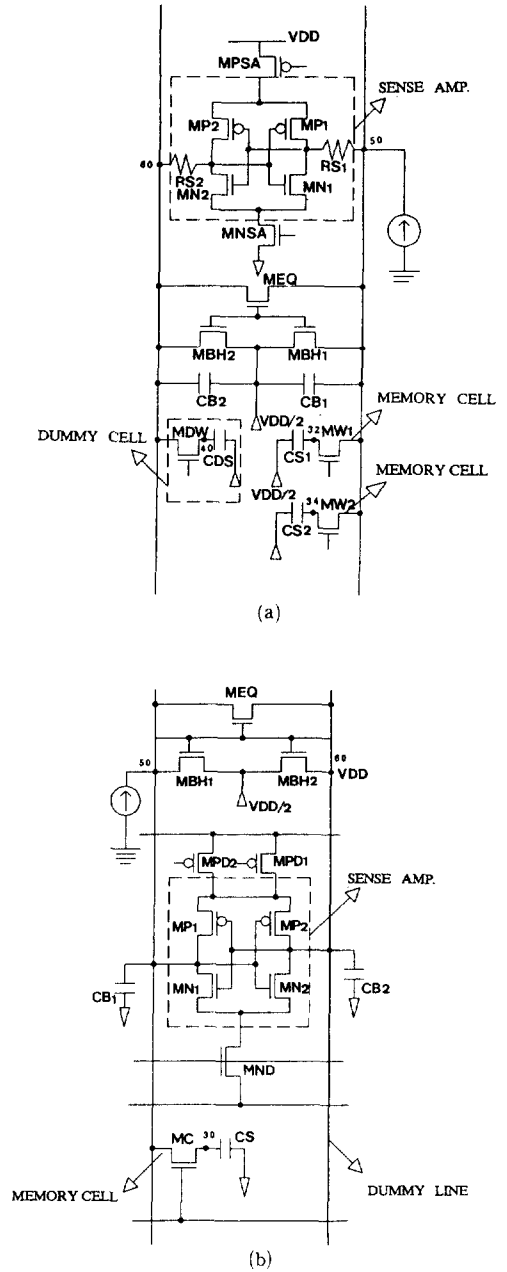 VDD
MPSA
SENSE AMP.
MP2
MP1
50
60
RS2
RS1
MN2
MN1
MNSA
MEQ
MBH2
MBH1
CB2
CB1
VDD/2
MEMORY CELL
DUMMY CELL
MDW
40
CDS
32
MW1
CS1
VDD/2
MEMORY CELL
34
MW2
CS2
(a)
MEQ
50
60
MBH1
MBH2
VDD
VDD/2
MPD2
MPD1
SENSE AMP.
MP1
MP2
CB1
MN1
MN2
CB2
MND
MC
30
CS
MEMORY CELL
DUMMY LINE
(b)